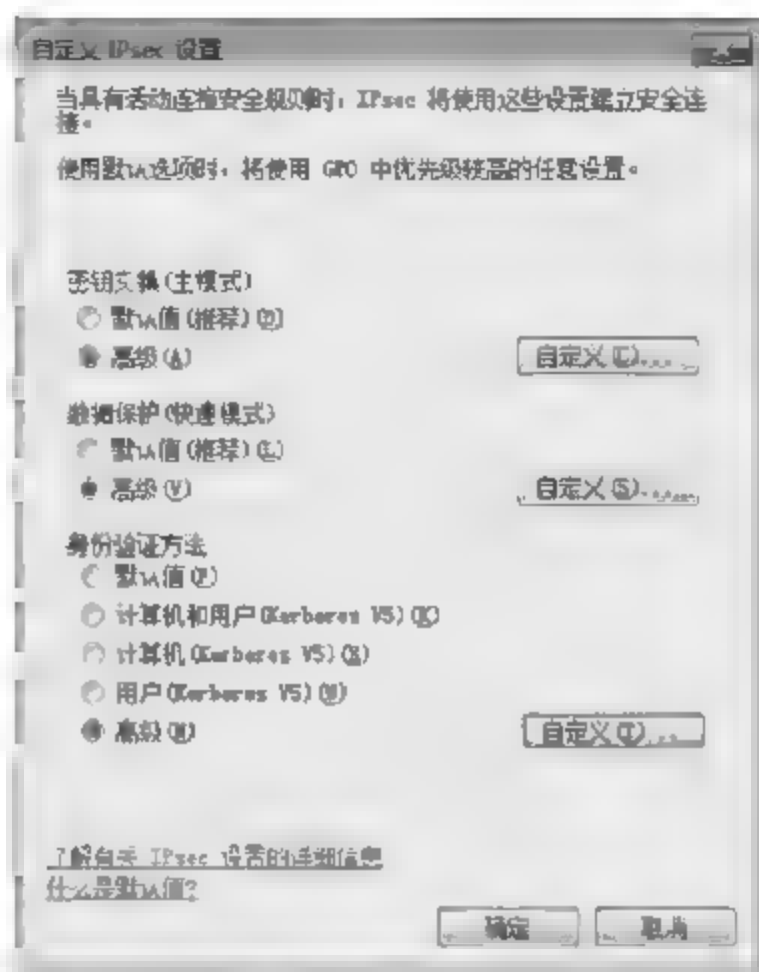 自定义 IPsec 设置
当具有活动连接安全规则时，IPsec 将使用这些设置建立安全连
接。
使用默认选项时，将使用 GPO 中优先级较高的任意设置。
密钥交换(主模式)
默认值(推荐)(D)
高级(A)
自定义(C)...
数据保护(快速模式)
默认值(推荐)(L)
高级(V)
自定义(S)...
身份验证方法
默认值(F)
计算机和用户(Kerberos V5)(K)
计算机(Kerberos V5)
用户(Kerberos V5)
高级
自定义(T)...
了解有关 IPsec 设置的详细信息
什么是默认值?
确定
取消